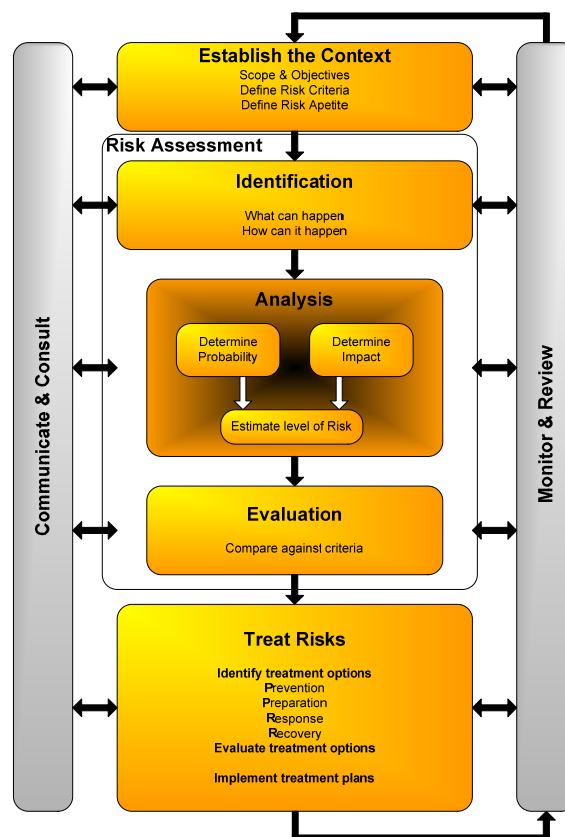 Establish the Context
Scope & Objectives
Define Risk Criteria
Define Risk Apetite
Risk Assessment
Identification
What can happen
How can it happen
Analysis
Determine
Probability
Determine
Impact
Estimate level of Risk
Evaluation
Compare against criteria
Treat Risks
Identify treatment options
Prevention
Preparation
Response
Recovery
Evaluate treatment options
Implement treatment plans
Communicate & Consult
Monitor & Review